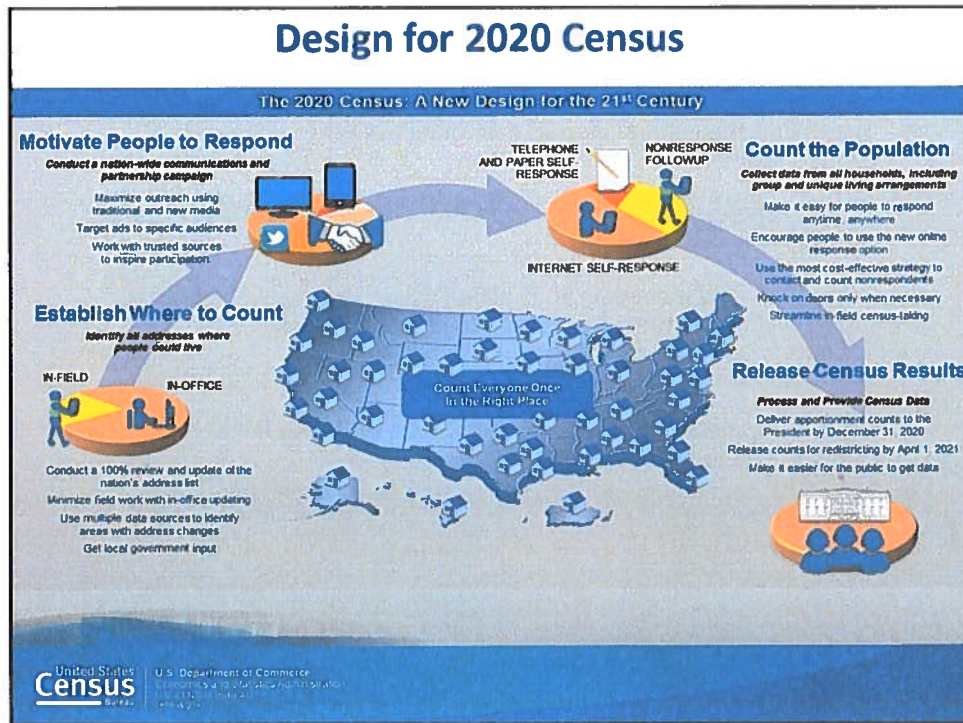 Design for 2020 Census
The 2020 Census: A New Design for the 21st Century
Motivate People to Respond
Conduct a nation-wide communications and
partnership campaign
Maximize outreach using
traditional and new media
Target ads to specific audiences
Work with trusted sources
to inspire participation
Establish Where to Count
Identify all addresses where
people could live
IN-FIELD
IN-OFFICE
Conduct a 100% review and update of the
nation's address list
Minimize field work with in-office updating
Use multiple data sources to identify
areas with address changes
Get local government input
TELEPHONE
AND PAPER SELF-
RESPONSE
NONRESPONSE
FOLLOWUP
INTERNET SELF-RESPONSE
Count Everyone Once
In the Right Place
Count the Population
Collect data from all households, including
group and unique living arrangements
Make it easy for people to respond
anytime, anywhere
Encourage people to use the new online
response option
Use the most cost-effective strategy to
contact and count nonrespondents
Knock on doors only when necessary
Streamline in-field census-taking
Release Census Results
Process and Provide Census Data
Deliver apportionment counts to the
President by December 31, 2020
Release counts for redistricting by April 1, 2021
Make it easier for the public to get data
United States
Census
Bureau
U.S. Department of Commerce
Economics and Statistics Administration